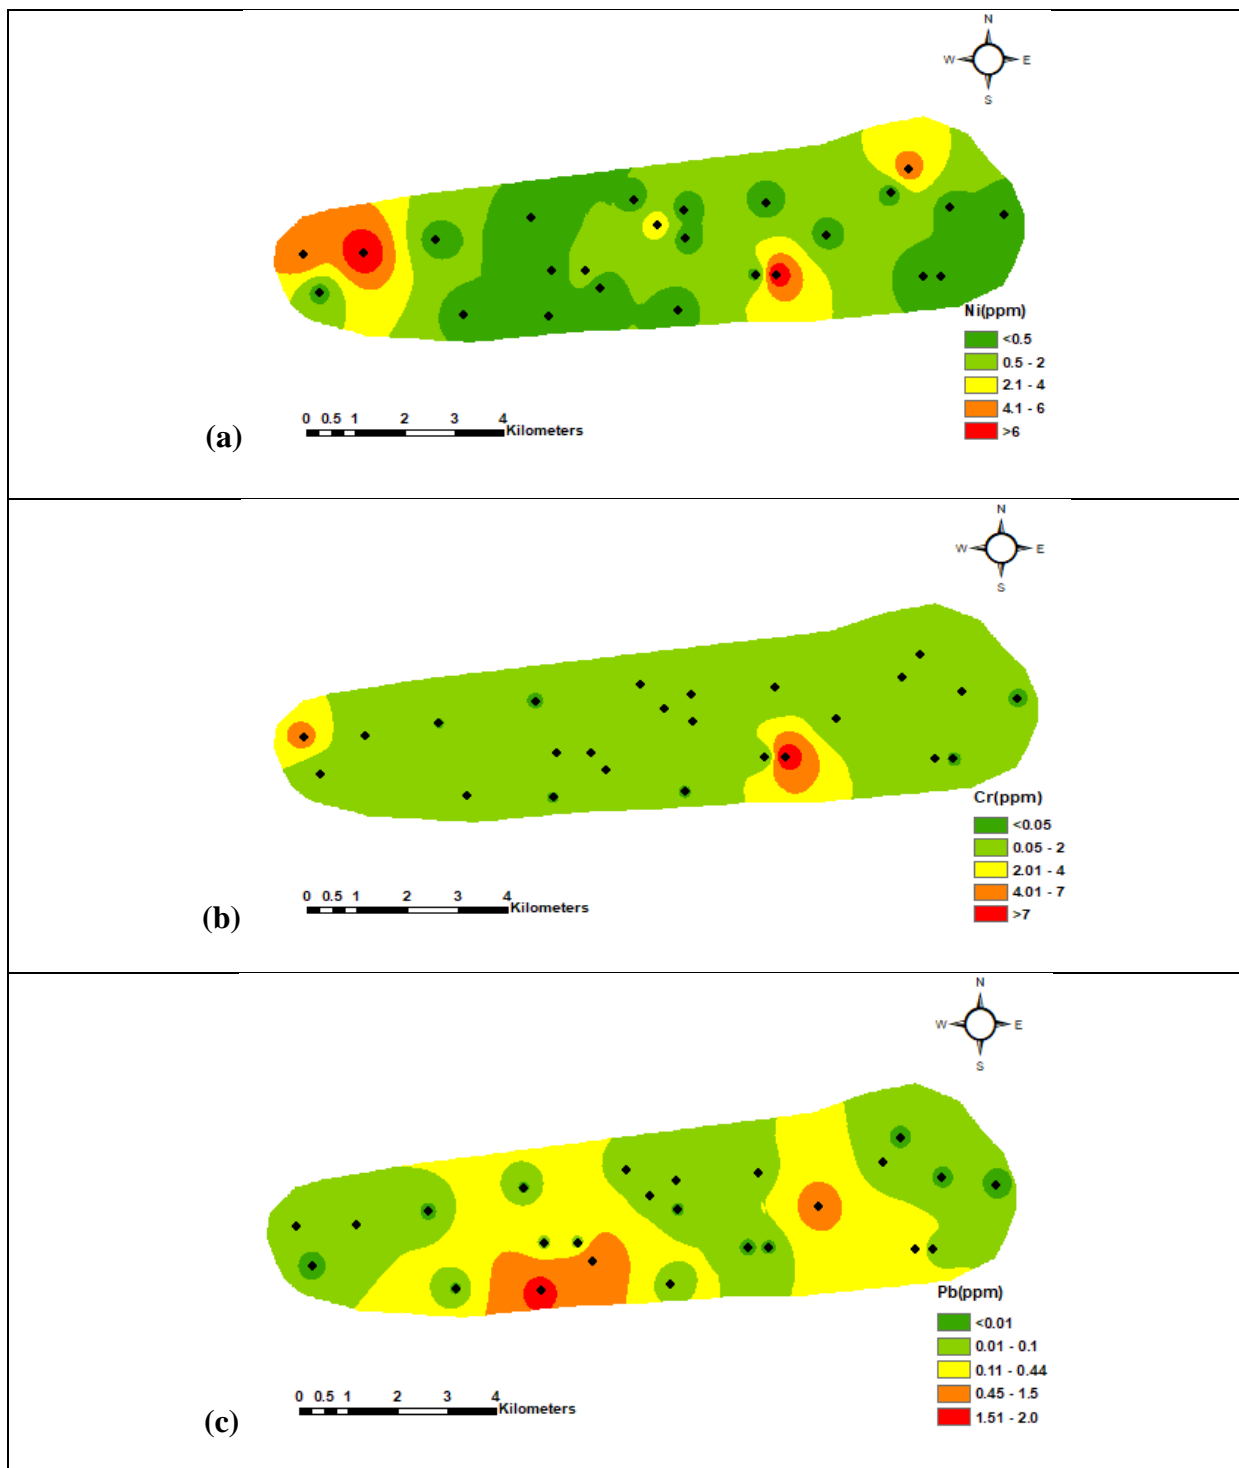 N
W E
S
Ni(ppm)
<0.5
0.5 - 2
2.1 - 4
4.1 - 6
>6
0 0.5 1 2 3 4
Kilometers
(a)
N
W E
S
Cr(ppm)
<0.05
0.05 - 2
2.01 - 4
4.01 - 7
>7
0 0.5 1 2 3 4
Kilometers
(b)
N
W E
S
Pb(ppm)
<0.01
0.01 - 0.1
0.11 - 0.44
0.45 - 1.5
1.51 - 2.0
0 0.5 1 2 3 4
Kilometers
(c)